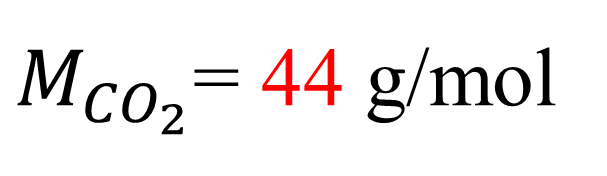 M_{CO_2} = 44 g/mol